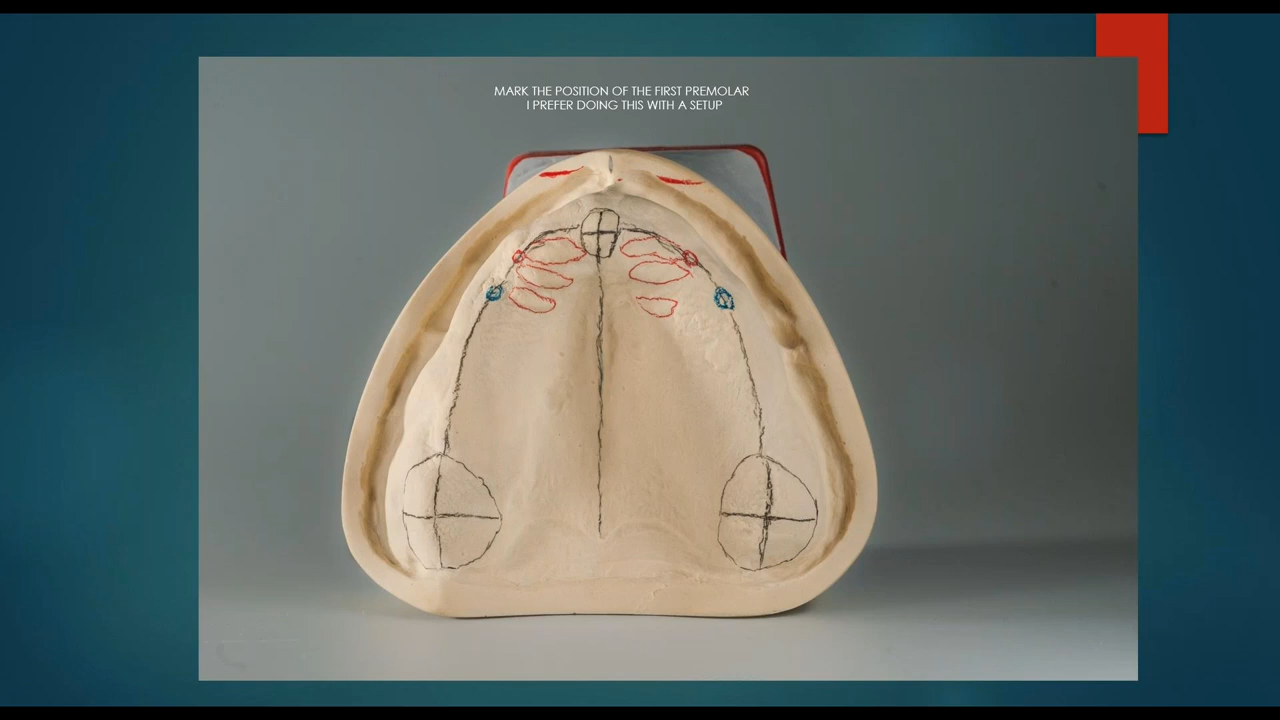 MARK THE POSITION OF THE FIRST PREMOLAR
I PREFER DOING THIS WITH A SETUP